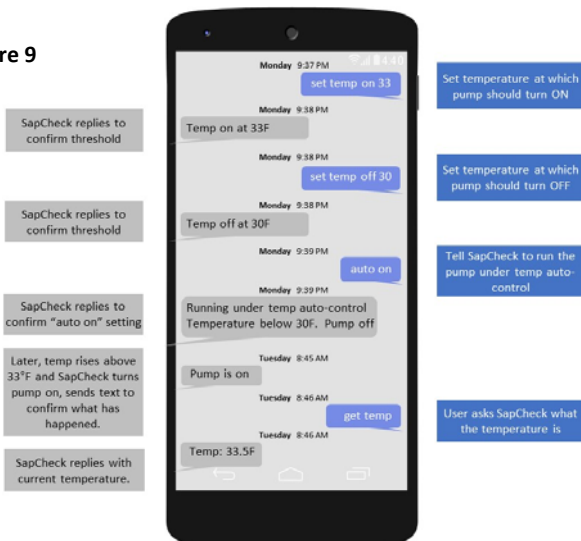 re 9
4:40
Monday 9:37 PM
set temp on 33
Set temperature at which
pump should turn ON
Monday 9:38 PM
Temp on at 33F
SapCheck replies to
confirm threshold
Monday 9:38 PM
set temp off 30
Set temperature at which
pump should turn OFF
Monday 9:38 PM
Temp off at 30F
SapCheck replies to
confirm threshold
Monday 9:39 PM
auto on
Tell SapCheck to run the
pump under temp auto-
control
Monday 9:39 PM
Running under temp auto-control
Temperature below 30F. Pump off
SapCheck replies to
confirm "auto on" setting
Tuesday 8:45 AM
Pump is on
Later, temp rises above
33°F and SapCheck turns
pump on, sends text to
confirm what has
happened.
Tuesday 8:46 AM
get temp
User asks SapCheck what
the temperature is
Tuesday 8:46 AM
Temp: 33.5F
SapCheck replies with
current temperature.